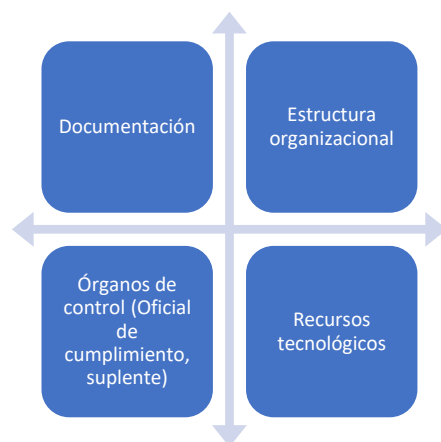 Documentación
Estructura
organizacional
Órganos de
control (Oficial
de
cumplimiento,
suplente)
Recursos
tecnológicos